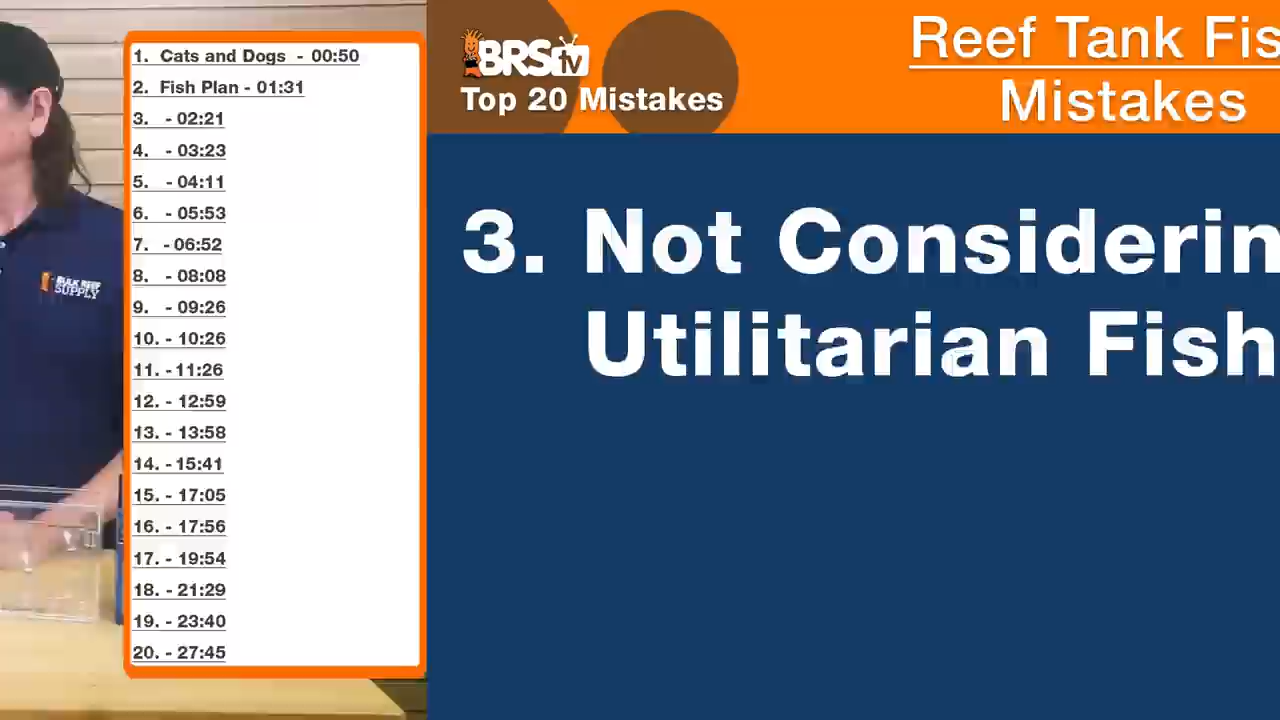 BULK REEF
SUPPLY
1. Cats and Dogs - 00:50
2. Fish Plan - 01:31
3. - 02:21
4. - 03:23
5. - 04:11
6. - 05:53
7. - 06:52
8. - 08:08
9. - 09:26
10. - 10:26
11. - 11:26
12. - 12:59
13. - 13:58
14. - 15:41
15. - 17:05
16. - 17:56
17. - 19:54
18. - 21:29
19. - 23:40
20. - 27:45
BRStv
Top 20 Mistakes
Reef Tank Fis
Mistakes
3. Not Considerin
Utilitarian Fish